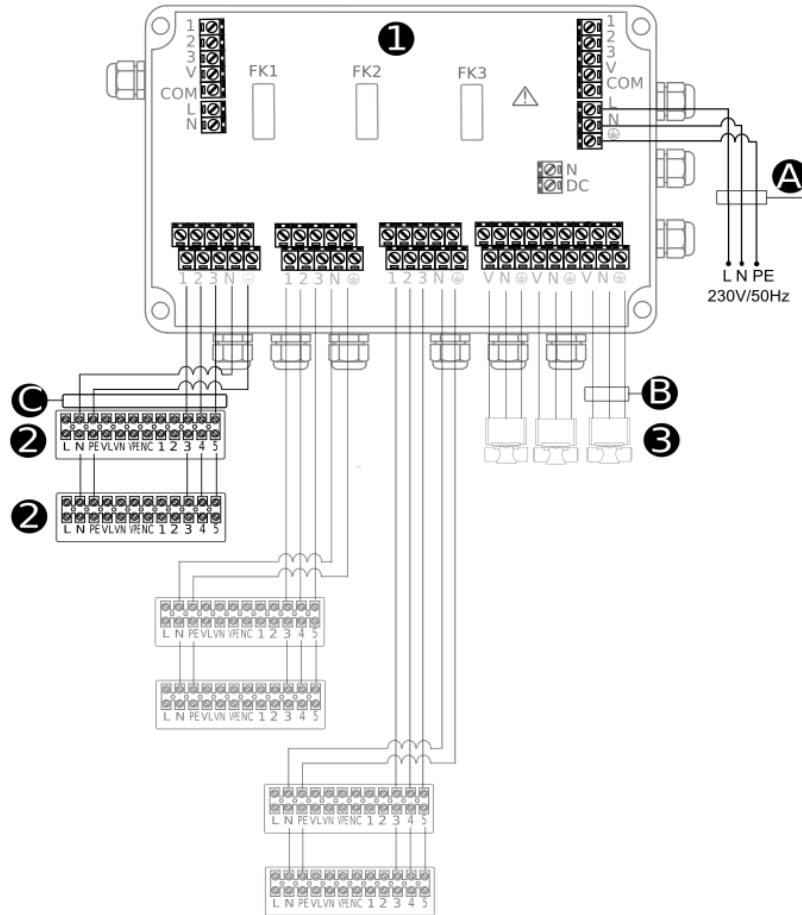 1
1
1
2
2
3
FK1
FK2
FK3
3
V
V
COM
COM
L
L
N
N
A
N
DC
1 2 3 N
1 2 3 N
1 2 3 N
V N V N V N
L N PE
230V/50Hz
C
B
2
L N PE VL VN VPE NC 1 2 3 4 5
3
2
L N PE VL VN VPE NC 1 2 3 4 5
L N PE VL VN VPE NC 1 2 3 4 5
L N PE VL VN VPE NC 1 2 3 4 5
L N PE VL VN VPE NC 1 2 3 4 5
L N PE VL VN VPE NC 1 2 3 4 5